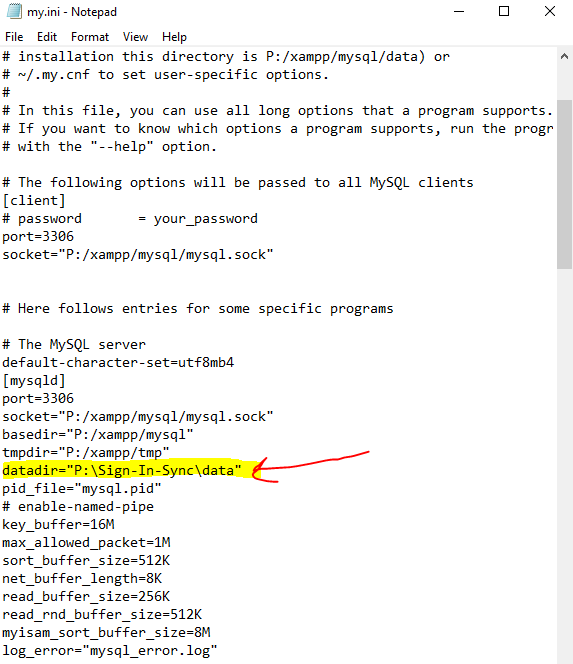 my.ini - Notepad
File Edit Format View Help
# installation this directory is P:/xampp/mysql/data) or
# ~/.my.cnf to set user-specific options.
#
# In this file, you can use all long options that a program supports.
# If you want to know which options a program supports, run the progr
# with the "--help" option.
# The following options will be passed to all MySQL clients
[client]
# password       = your_password
port=3306
socket="P:/xampp/mysql/mysql.sock"
# Here follows entries for some specific programs
# The MySQL server
default-character-set=utf8mb4
[mysqld]
port=3306
socket="P:/xampp/mysql/mysql.sock"
basedir="P:/xampp/mysql"
tmpdir="P:/xampp/tmp"
datadir="P:\Sign-In-Sync\data"
pid_file="mysql.pid"
# enable-named-pipe
key_buffer=16M
max_allowed_packet=1M
sort_buffer_size=512K
net_buffer_length=8K
read_buffer_size=256K
read_rnd_buffer_size=512K
myisam_sort_buffer_size=8M
log_error="mysql_error.log"